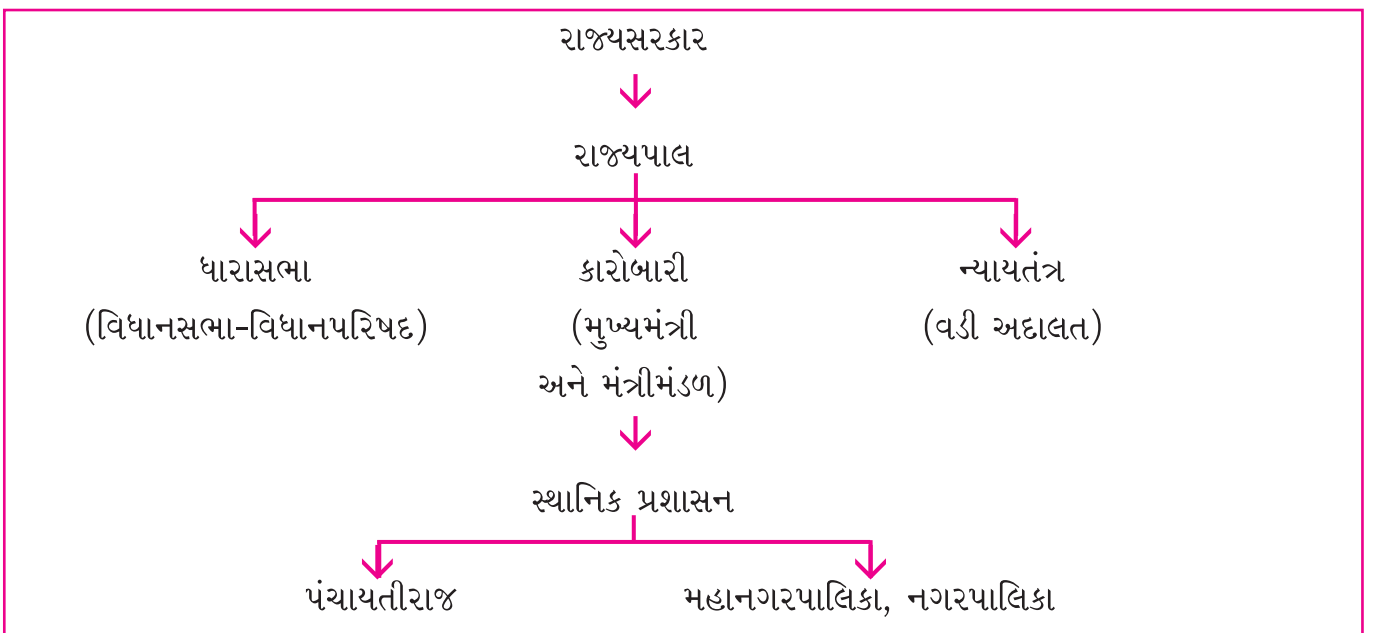 રાજ્યસરકાર
રાજ્યપાલ
ધારાસભા
(વિધાનસભા-વિધાનપરિષદ)
કારોબારી
(મુખ્યમંત્રી
અને મંત્રીમંડળ)
ન્યાયતંત્ર
(વડી અદાલત)
સ્થાનિક પ્રશાસન
પંચાયતીરાજ
મહાનગરપાલિકા, નગરપાલિકા